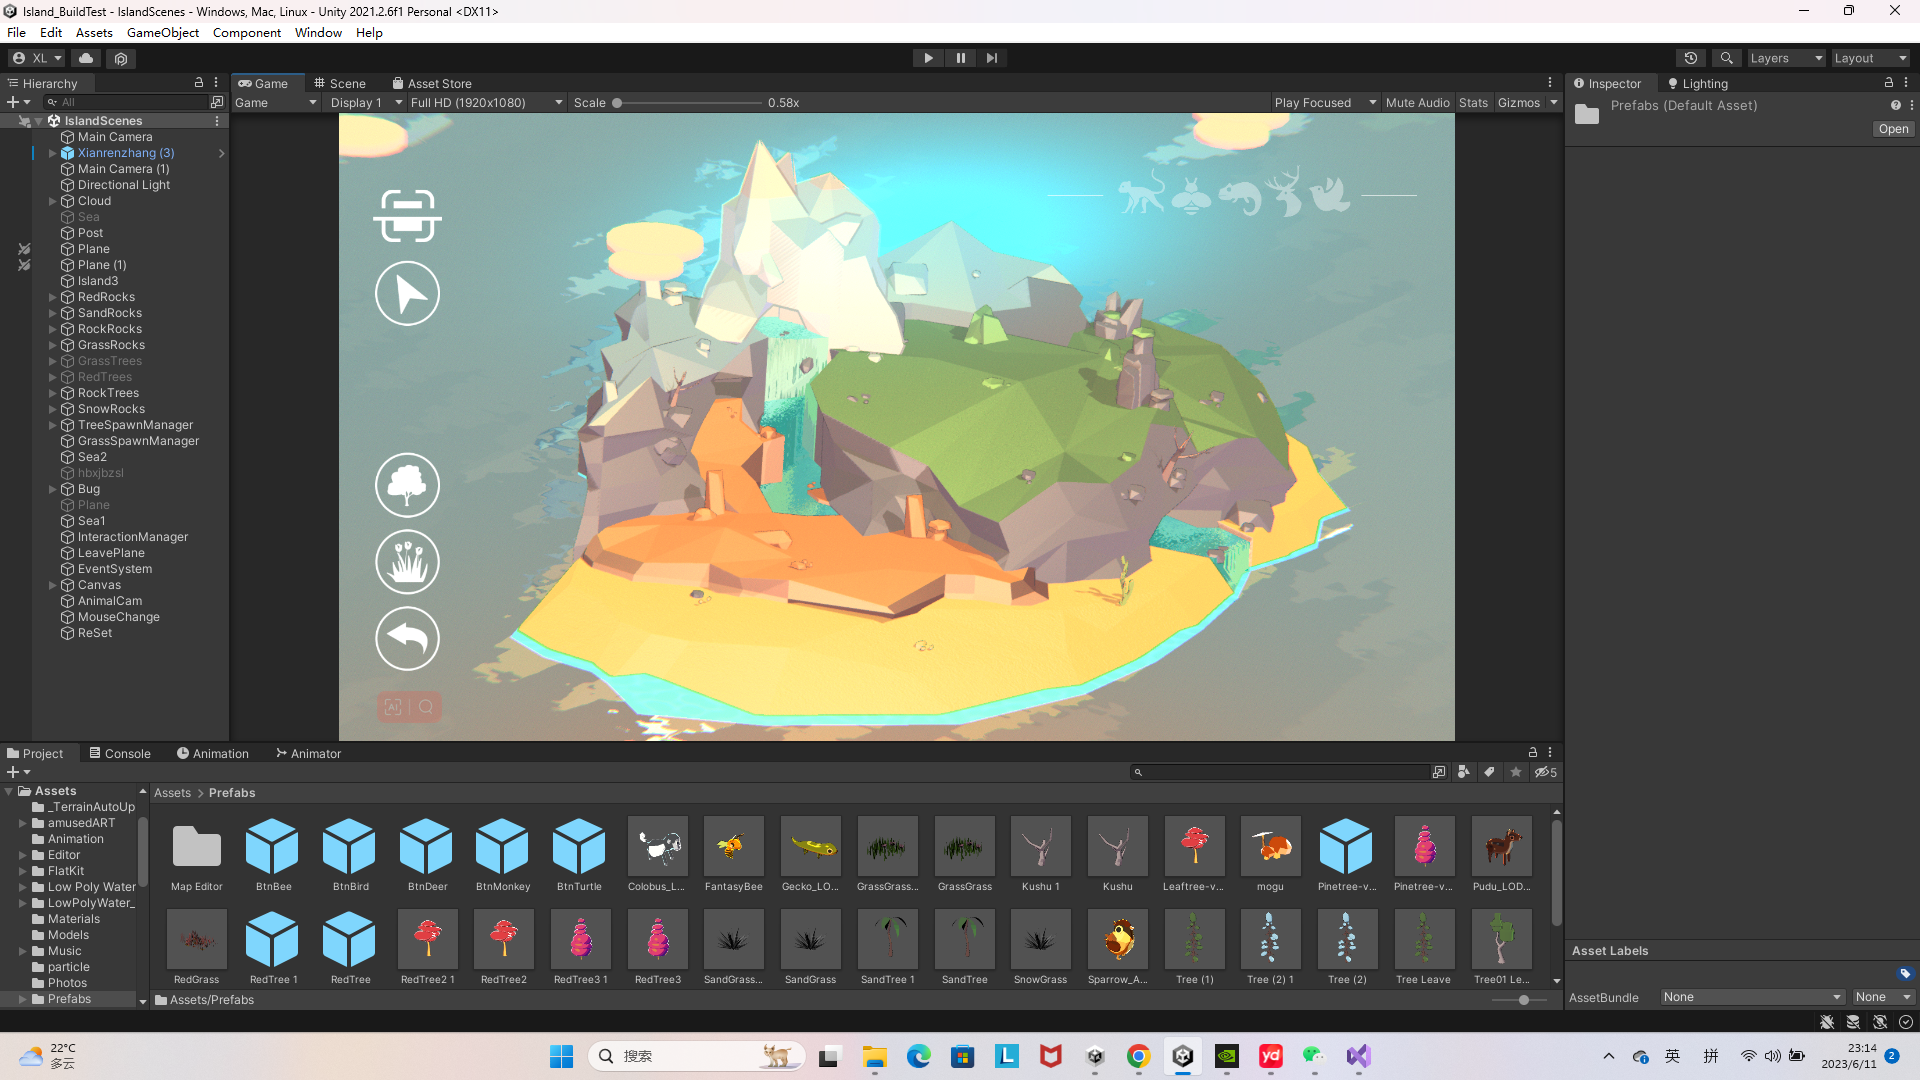 Island_BuildTest - IslandScenes - Windows, Mac, Linux - Unity 2021.2.6f1 Personal <DX11>
File Edit Assets GameObject Component Window Help
XL
Layers
Layout
Hierarchy
All
IslandScenes
Main Camera
Xianrenzhang (3)
Main Camera (1)
Directional Light
Cloud
Sea
Post
Plane
Plane (1)
Island3
RedRocks
SandRocks
RockRocks
GrassRocks
GrassTrees
RedTrees
RockTrees
SnowRocks
TreeSpawnManager
GrassSpawnManager
Sea2
hbxjbzsl
Bug
Plane
Sea1
InteractionManager
LeavePlane
EventSystem
Canvas
AnimalCam
MouseChange
ReSet
Game Scene Asset Store
Game Display 1 Full HD (1920x1080) Scale 0.58x Play Focused Mute Audio Stats Gizmos
AI
Inspector Lighting
Prefabs (Default Asset)
Open
Asset Labels
AssetBundle None None
Project Console Animation Animator
5
Assets
_TerrainAutoUp
amusedART
Animation
Editor
FlatKit
Low Poly Water
LowPolyWater_
Materials
Models
Music
particle
Photos
Prefabs
Assets > Prefabs
Map Editor BtnBee BtnBird BtnDeer BtnMonkey BtnTurtle Colobus_L... FantasyBee Gecko_LO... GrassGrass... GrassGrass Kushu 1 Kushu Leaftree-v... mogu Pinetree-v... Pinetree-v... Pudu_LOD...
RedGrass RedTree 1 RedTree RedTree2 1 RedTree2 RedTree3 1 RedTree3 SandGrass... SandGrass SandTree 1 SandTree SnowGrass Sparrow_A... Tree (1) Tree (2) 1 Tree (2) Tree Leave Tree01 Le...
Assets/Prefabs
22°C
多云
搜索
L
yd
英
拼
23:14
2023/6/11
2